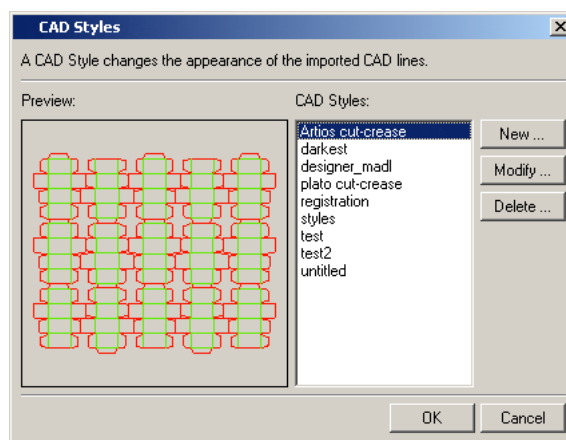 CAD Styles
A CAD Style changes the appearance of the imported CAD lines.
Preview:
CAD Styles:
Artios cut-crease
darkest
designer_madl
plato cut-crease
registration
styles
test
test2
untitled
New ...
Modify ...
Delete ...
OK
Cancel